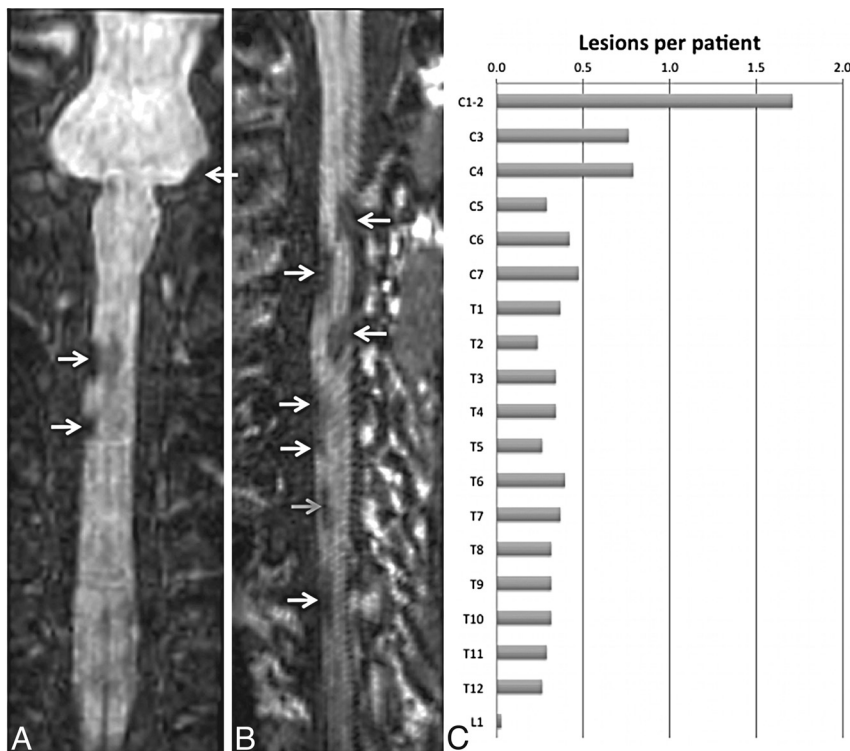 Lesions per patient
0.0 0.5 1.0 1.5 2.0
C1-2
C3
C4
C5
C6
C7
T1
T2
T3
T4
T5
T6
T7
T8
T9
T10
T11
T12
L1
A B C